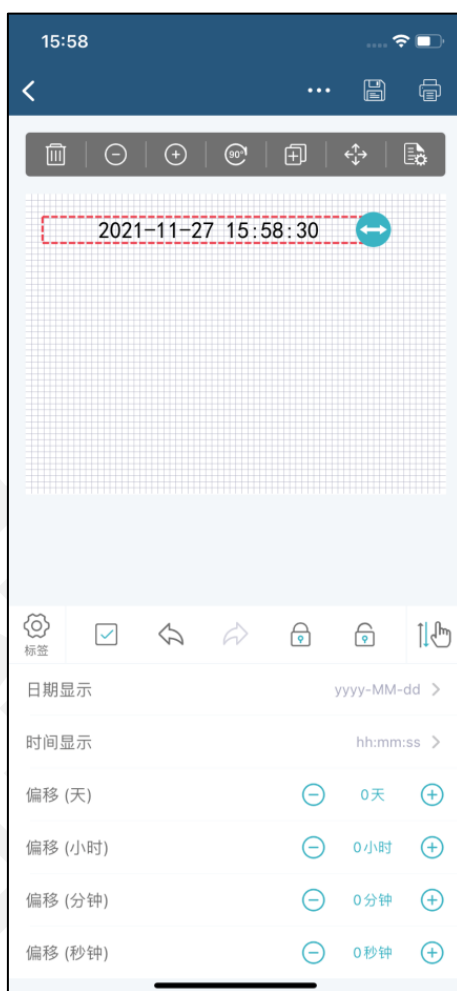 15:58
90°
2021-11-27 15:58:30
标签
日期显示 yyyy-MM-dd
时间显示 hh:mm:ss
偏移 (天) 0天
偏移 (小时) 0小时
偏移 (分钟) 0分钟
偏移 (秒钟) 0秒钟